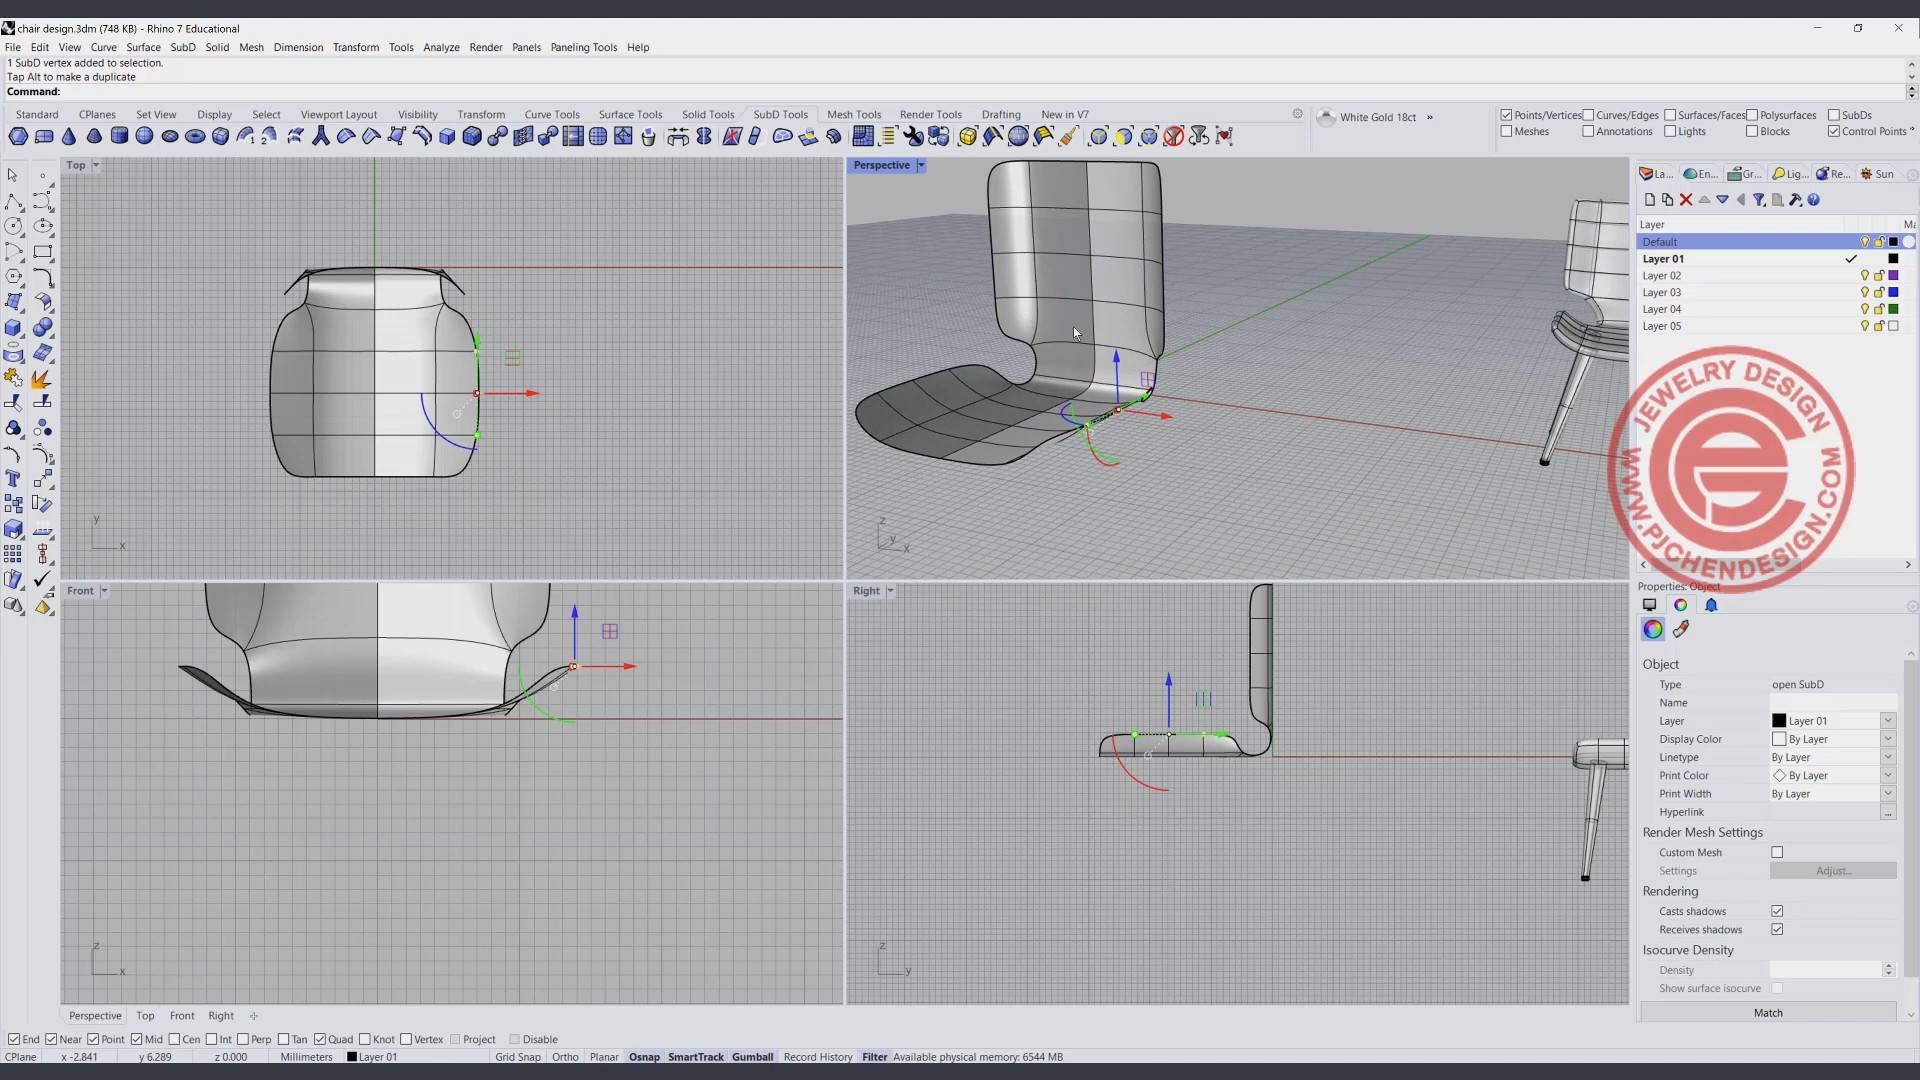 chair design.3dm (748 KB) - Rhino 7 Educational
File Edit View Curve Surface SubD Solid Mesh Dimension Transform Tools Analyze Render Panels Paneling Tools Help
1 SubD vertex added to selection.
Tap Alt to make a duplicate
Command:
Standard CPlanes Set View Display Select Viewport Layout Visibility Transform Curve Tools Surface Tools Solid Tools SubD Tools Mesh Tools Render Tools Drafting New in V7
White Gold 18ct »
Points/Vertices Curves/Edges Surfaces/Faces Polysurfaces SubDs
Meshes Annotations Lights Blocks Control Points »
Top
Perspective
La... En... Gr... Lig... Re... Sun
Layer Ma
Default
Layer 01
Layer 02
Layer 03
Layer 04
Layer 05
y
x
z
y
x
JEWELRY DESIGN
WWW.PJCHENDESIGN.COM
Front
Right
z
x
z
y
Properties: Object
Object
Type open SubD
Name
Layer Layer 01
Display Color By Layer
Linetype By Layer
Print Color By Layer
Print Width By Layer
Hyperlink ...
Render Mesh Settings
Custom Mesh
Settings Adjust...
Rendering
Casts shadows
Receives shadows
Isocurve Density
Density
Show surface isocurve
Match
Perspective Top Front Right
End Near Point Mid Cen Int Perp Tan Quad Knot Vertex Project Disable
CPlane x -2.841 y 6.289 z 0.000 Millimeters Layer 01 Grid Snap Ortho Planar Osnap SmartTrack Gumball Record History Filter Available physical memory: 6544 MB